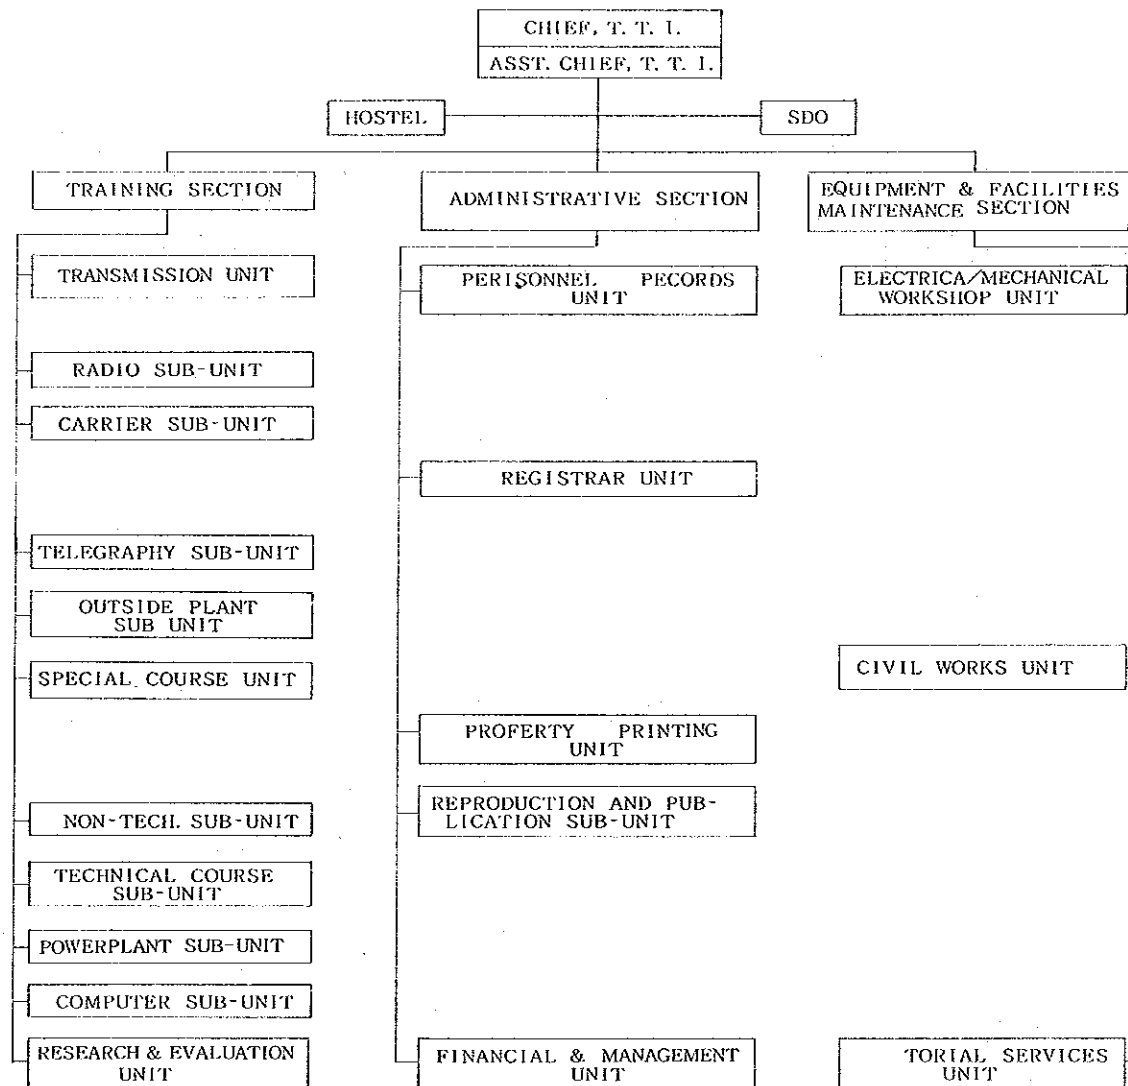 CHIEF, T. T. I.
ASST. CHIEF, T. T. I.
HOSTEL
SDO
TRAINING SECTION
ADMINISTRATIVE SECTION
EQUIPMENT & FACILITIES
MAINTENANCE SECTION
TRANSMISSION UNIT
RADIO SUB-UNIT
CARRIER SUB-UNIT
TELEGRAPHY SUB-UNIT
OUTSIDE PLANT
SUB UNIT
SPECIAL COURSE UNIT
NON-TECH. SUB-UNIT
TECHNICAL COURSE
SUB-UNIT
POWERPLANT SUB-UNIT
COMPUTER SUB-UNIT
RESEARCH & EVALUATION
UNIT
PERISONNEL PECORDS
UNIT
REGISTRAR UNIT
PROFERTY PRINTING
UNIT
REPRODUCTION AND PUB-
LICATION SUB-UNIT
FINANCIAL & MANAGEMENT
UNIT
ELECTRICA/MECHANICAL
WORKSHOP UNIT
CIVIL WORKS UNIT
TORIAL SERVICES
UNIT